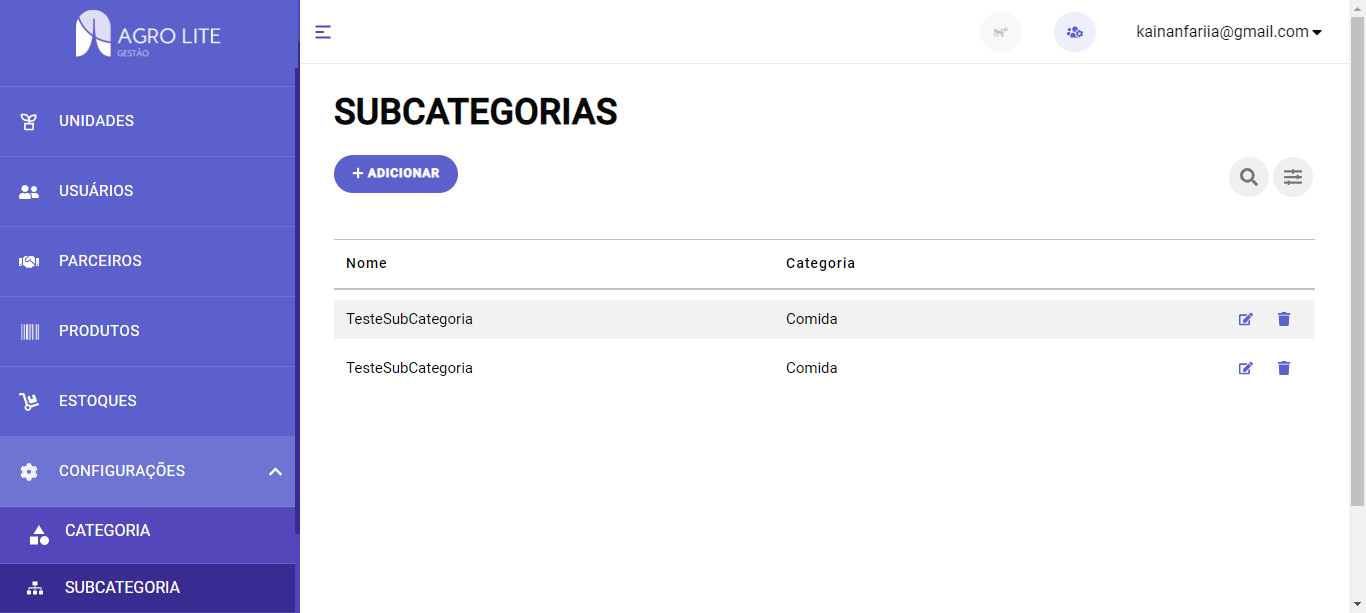 AGRO LITE
GESTÃO
UNIDADES
USUÁRIOS
PARCEIROS
PRODUTOS
ESTOQUES
CONFIGURAÇÕES
CATEGORIA
SUBCATEGORIA
kainanfariia@gmail.com
SUBCATEGORIAS
+ ADICIONAR
Nome Categoria
TesteSubCategoria Comida
TesteSubCategoria Comida